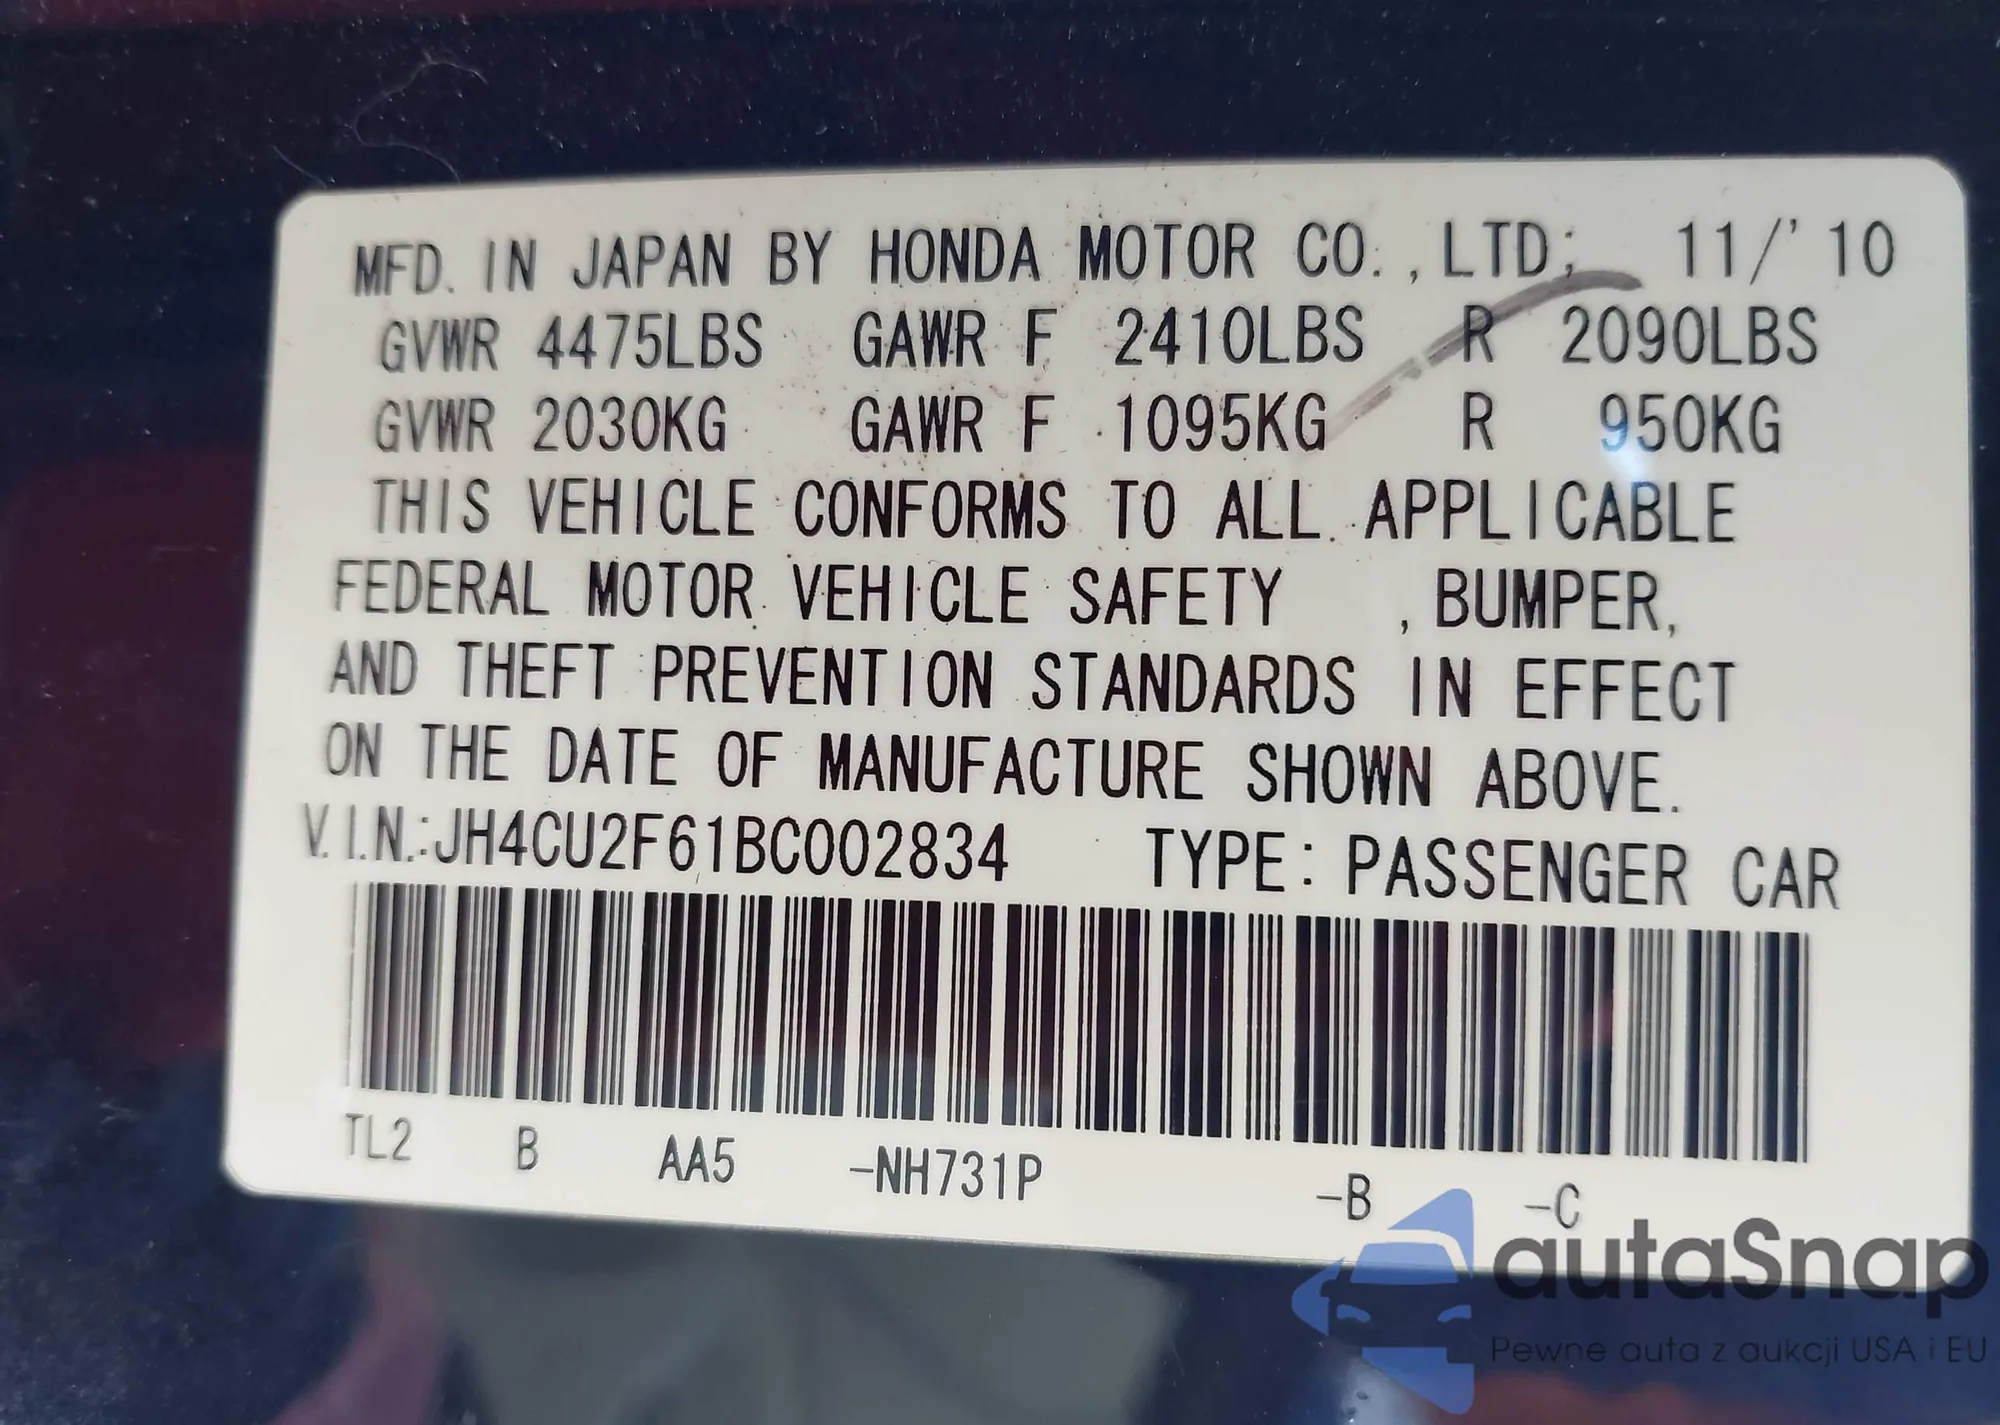 MFD. IN JAPAN BY HONDA MOTOR CO.,LTD; 11/'10
GVWR 4475LBS GAWR F 2410LBS R 2090LBS
GVWR 2030KG GAWR F 1095KG R 950KG
THIS VEHICLE CONFORMS TO ALL APPLICABLE
FEDERAL MOTOR VEHICLE SAFETY , BUMPER,
AND THEFT PREVENTION STANDARDS IN EFFECT
ON THE DATE OF MANUFACTURE SHOWN ABOVE.
V.I.N.:JH4CU2F61BC002834 TYPE: PASSENGER CAR
TL2 B AA5 -NH731P -B -C
autaSnap
Pewne auta z aukcji USA i EU